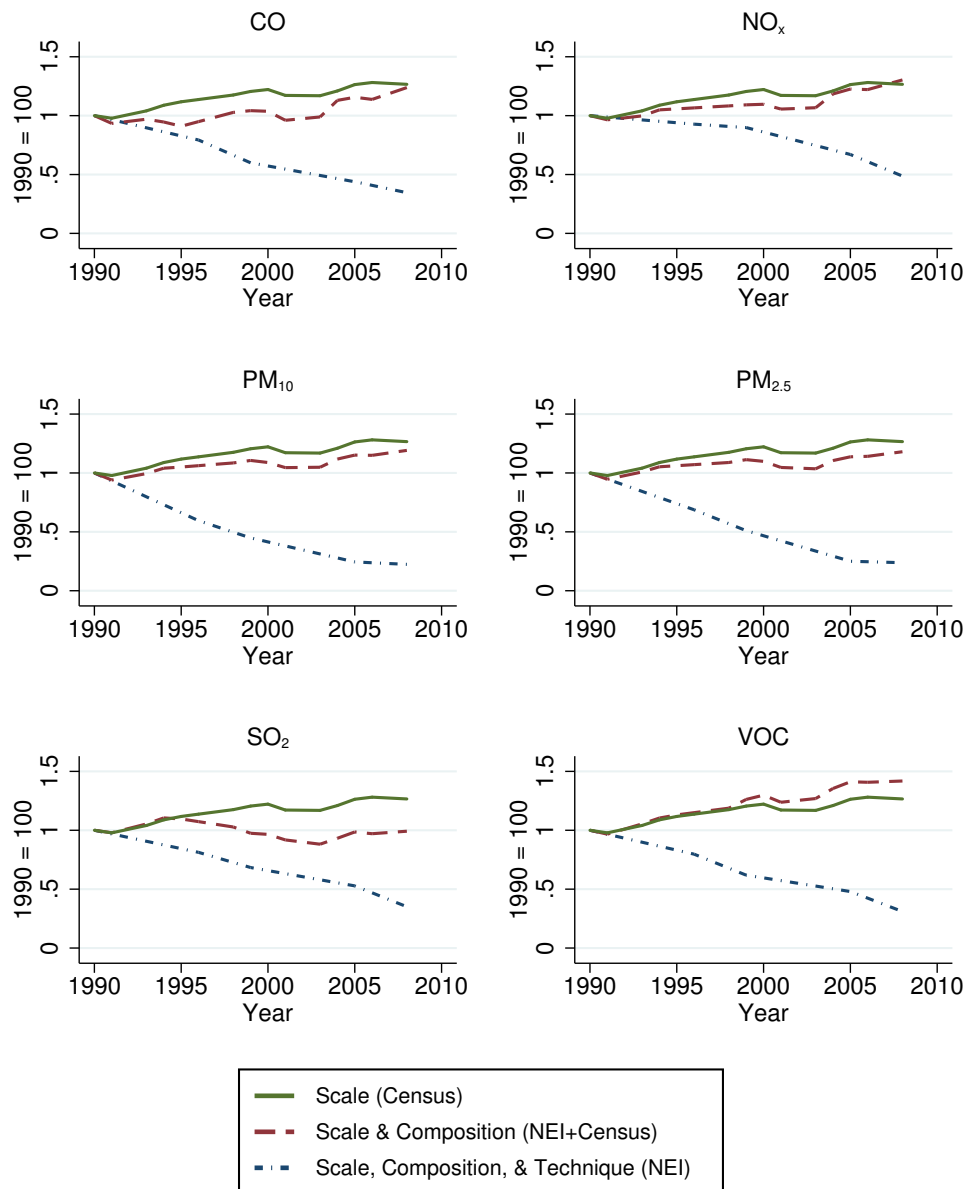 CO
NOₓ
1990 = 100
0 .5 1 1.5
1990 1995 2000 2005 2010
Year
1990 = 100
0 .5 1 1.5
1990 1995 2000 2005 2010
Year
PM₁₀
PM₂.₅
1990 = 100
0 .5 1 1.5
1990 1995 2000 2005 2010
Year
1990 = 100
0 .5 1 1.5
1990 1995 2000 2005 2010
Year
SO₂
VOC
1990 = 100
0 .5 1 1.5
1990 1995 2000 2005 2010
Year
1990 = 100
0 .5 1 1.5
1990 1995 2000 2005 2010
Year
Scale (Census)
Scale & Composition (NEI+Census)
Scale, Composition, & Technique (NEI)